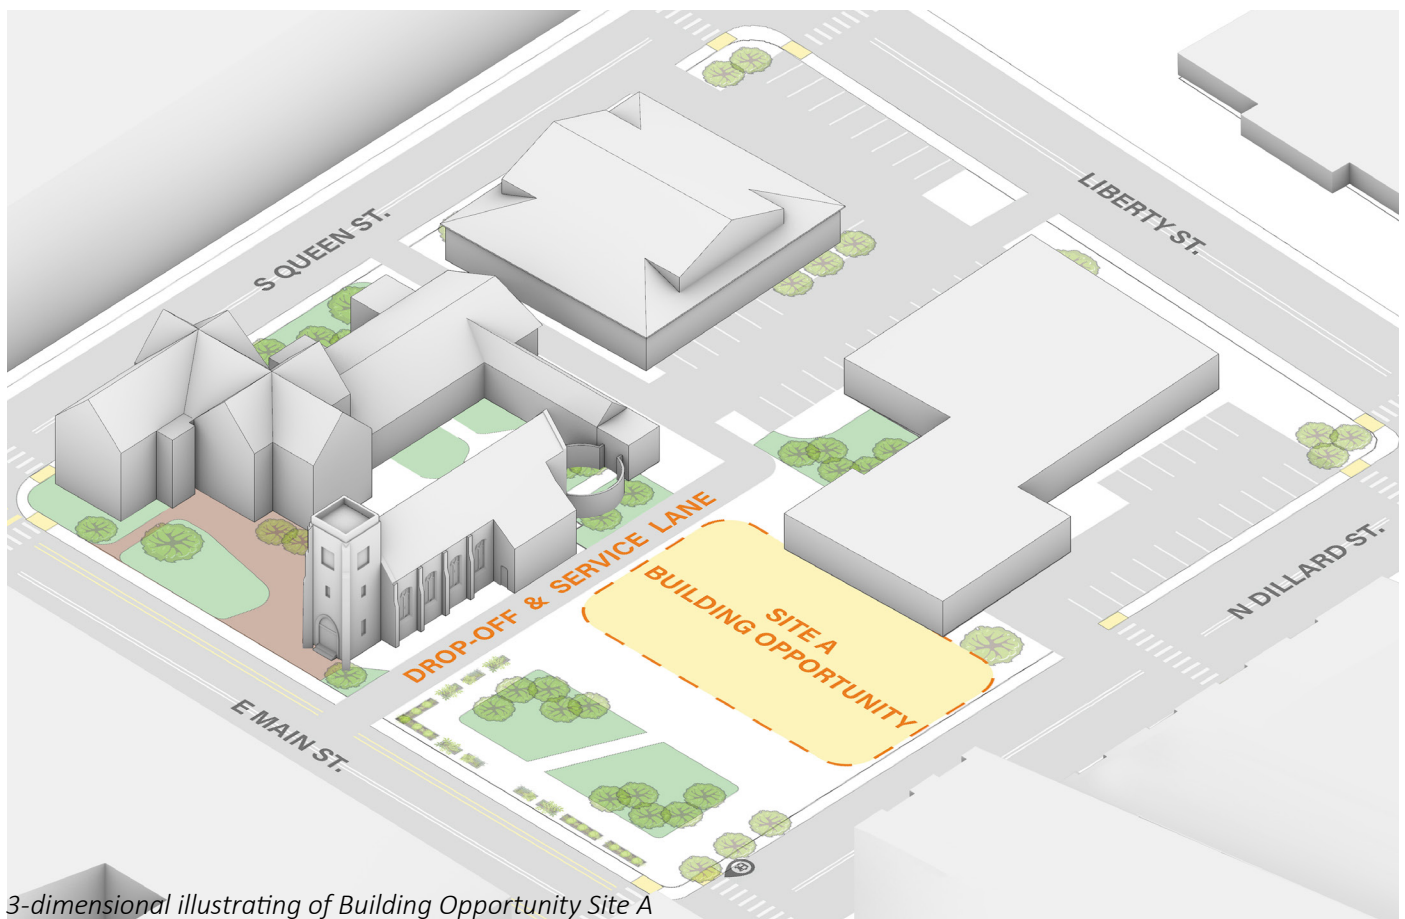 S QUEEN ST.
LIBERTY ST.
DROP-OFF & SERVICE LANE
SITE A
BUILDING OPPORTUNITY
N DILLARD ST.
E MAIN ST.
3-dimensional illustrating of Building Opportunity Site A